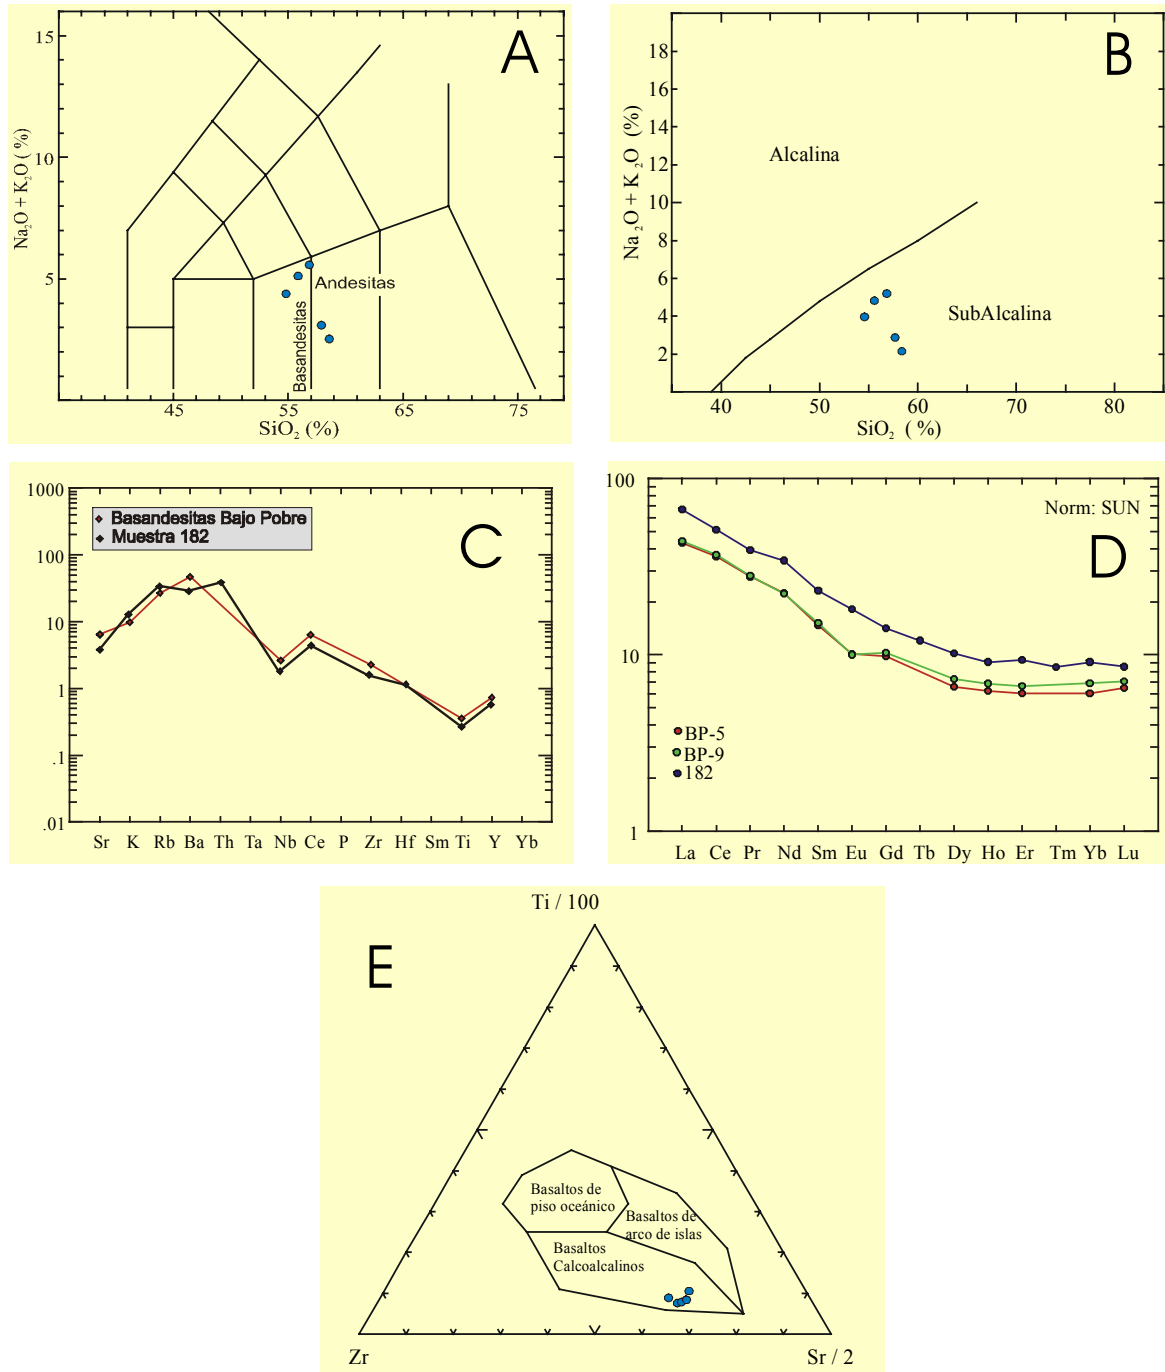 A
Na₂O + K₂O ( %)
15
10
5
Basandesitas
Andesitas
45 55 65 75
SiO₂ (%)
B
Na₂O + K₂O (%)
18
16
14
12
10
8
6
4
2
Alcalina
SubAlcalina
40 50 60 70 80
SiO₂ ( %)
C
1000
100
10
1
.1
.01
Basandesitas Bajo Pobre
Muestra 182
Sr K Rb Ba Th Ta Nb Ce P Zr Hf Sm Ti Y Yb
100
10
1
Norm: SUN
D
BP-5
BP-9
182
La Ce Pr Nd Sm Eu Gd Tb Dy Ho Er Tm Yb Lu
Ti / 100
E
Basaltos de
piso oceánico
Basaltos de
arco de islas
Basaltos
Calcoalcalinos
Zr
Sr / 2